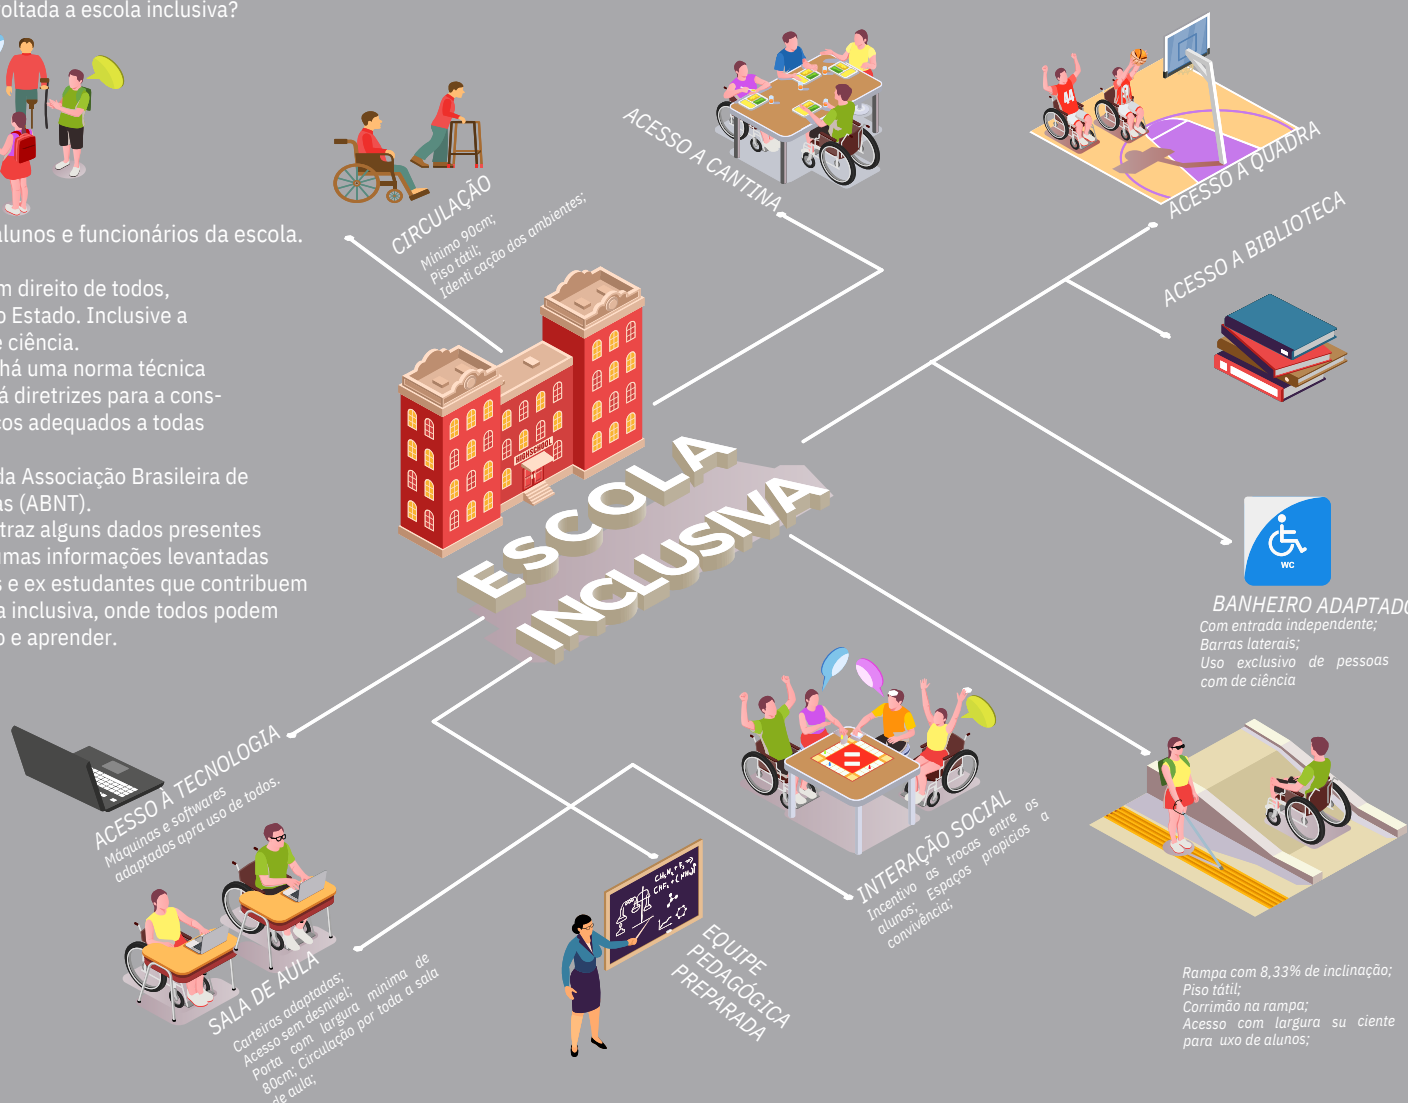 voltada a escola inclusiva?
alunos e funcionários da escola.
m direito de todos,
o Estado. Inclusive a
e ciência.
há uma norma técnica
á diretrizes para a cons-
ços adequados a todas
da Associação Brasileira de
as (ABNT).
traz alguns dados presentes
umas informações levantadas
s e ex estudantes que contribuem
a inclusiva, onde todos podem
o e aprender.
CIRCULAÇÃO
Mínimo 90cm;
Piso tátil;
Identi cação dos ambientes;
ACESSO A CANTINA
44
ACESSO A QUADRA
ACESSO A BIBLIOTECA
HIGHSCHOOL
ESCOLA
INCLUSIVA
WC
BANHEIRO ADAPTADO
Com entrada independente;
Barras laterais;
Uso exclusivo de pessoas
com de ciência
ACESSO À TECNOLOGIA
Máquinas e softwares
adaptados apra uso de todos.
INTERAÇÃO SOCIAL
Incentivo as trocas entre os
alunos; Espaços propícios a
convivência;
SALA DE AULA
Carteiras adaptadas;
Acesso sem desnível;
Porta com largura minima de
80cm; Circulação por toda a sala
de aula;
EQUIPE
PEDAGÓGICA
PREPARADA
Rampa com 8,33% de inclinação;
Piso tátil;
Corrimão na rampa;
Acesso com largura su ciente
para uxo de alunos;